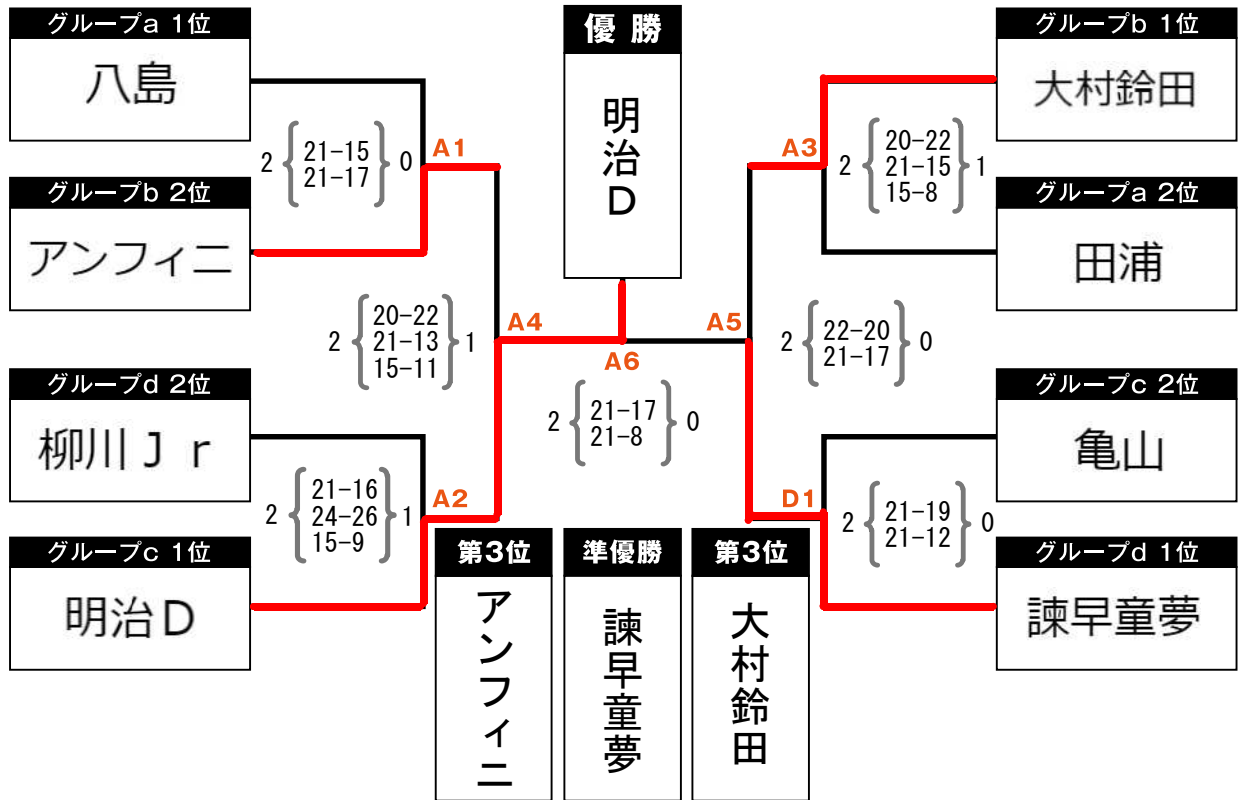 グループa 1位
八島
グループb 2位
アンフィニ
グループd 2位
柳川Ｊｒ
グループc 1位
明治Ｄ
2 { 21-15 } 0
21-17
A1
2 { 20-22 } 1
21-13
15-11
A4
2 { 21-16 } 1
24-26
15-9
A2
優勝
明治Ｄ
A6
2 { 21-17 } 0
21-8
第3位
アンフィニ
準優勝
諫早童夢
第3位
大村鈴田
A3
2 { 20-22 } 1
21-15
15-8
A5
2 { 22-20 } 0
21-17
D1
2 { 21-19 } 0
21-12
グループb 1位
大村鈴田
グループa 2位
田浦
グループc 2位
亀山
グループd 1位
諫早童夢